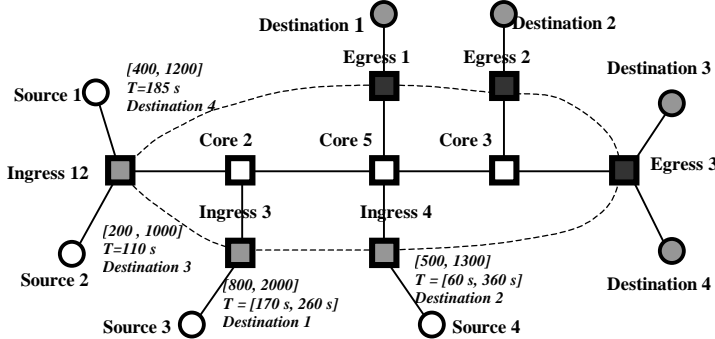 Destination 1
Destination 2
Egress 1
Egress 2
Destination 3
[400, 1200]
T=185 s
Destination 4
Source 1
Core 2
Core 5
Core 3
Ingress 12
Egress 3
Ingress 3
Ingress 4
[200 , 1000]
T=110 s
Destination 3
Source 2
[500, 1300]
T = [60 s, 360 s]
Destination 2
Destination 4
[800, 2000]
T = [170 s, 260 s]
Destination 1
Source 3
Source 4